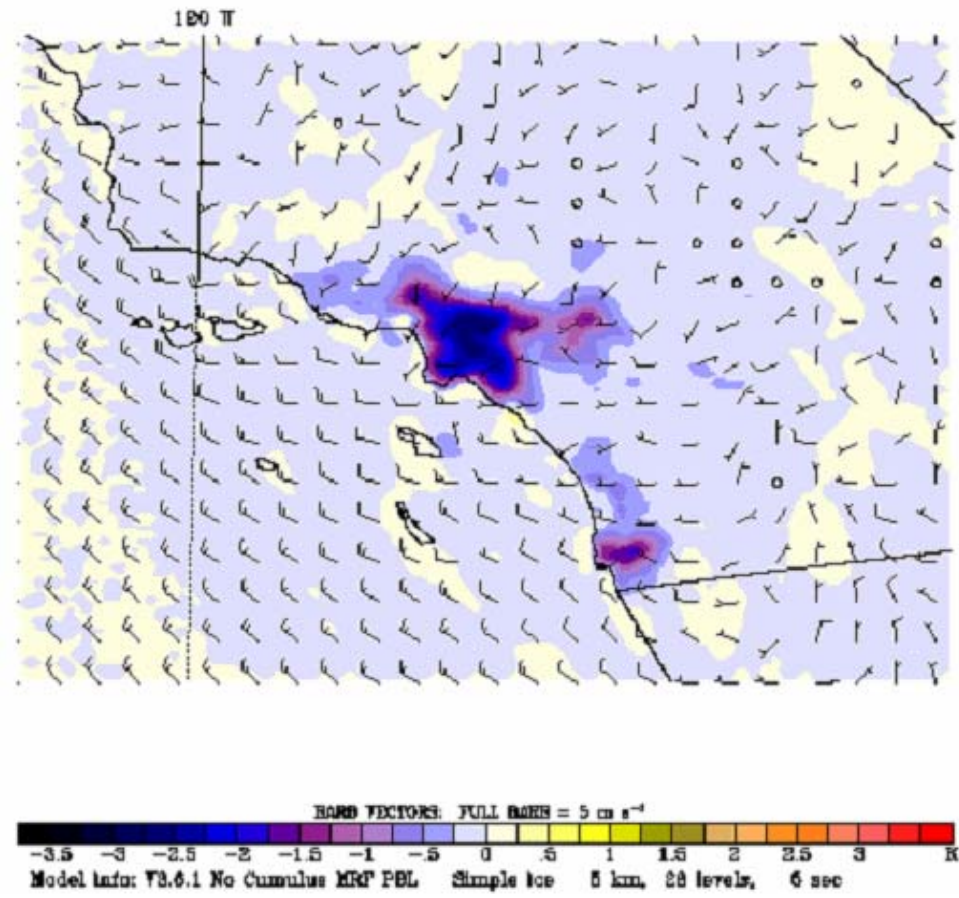 120 W
BARB VECTORS: FULL BARB = 5 m s⁻¹
-3.5 -3 -2.5 -2 -1.5 -1 -.5 0 .5 1 1.5 2 2.5 3 K
Model info: V3.6.1 No Cumulus MRF PBL Simple ice 5 km, 28 levels, 6 sec